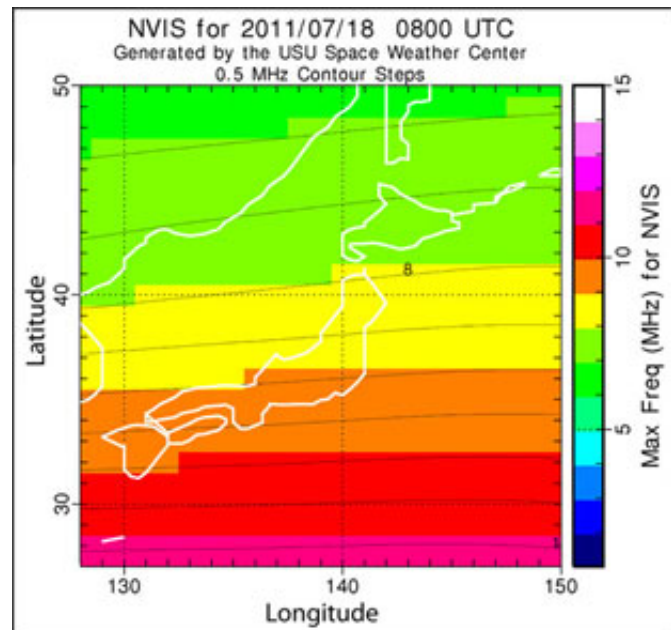 NVIS for 2011/07/18 0800 UTC
Generated by the USU Space Weather Center
0.5 MHz Contour Steps
50
40
30
Latitude
8
130
140
150
Longitude
15
10
5
Max Freq (MHz) for NVIS